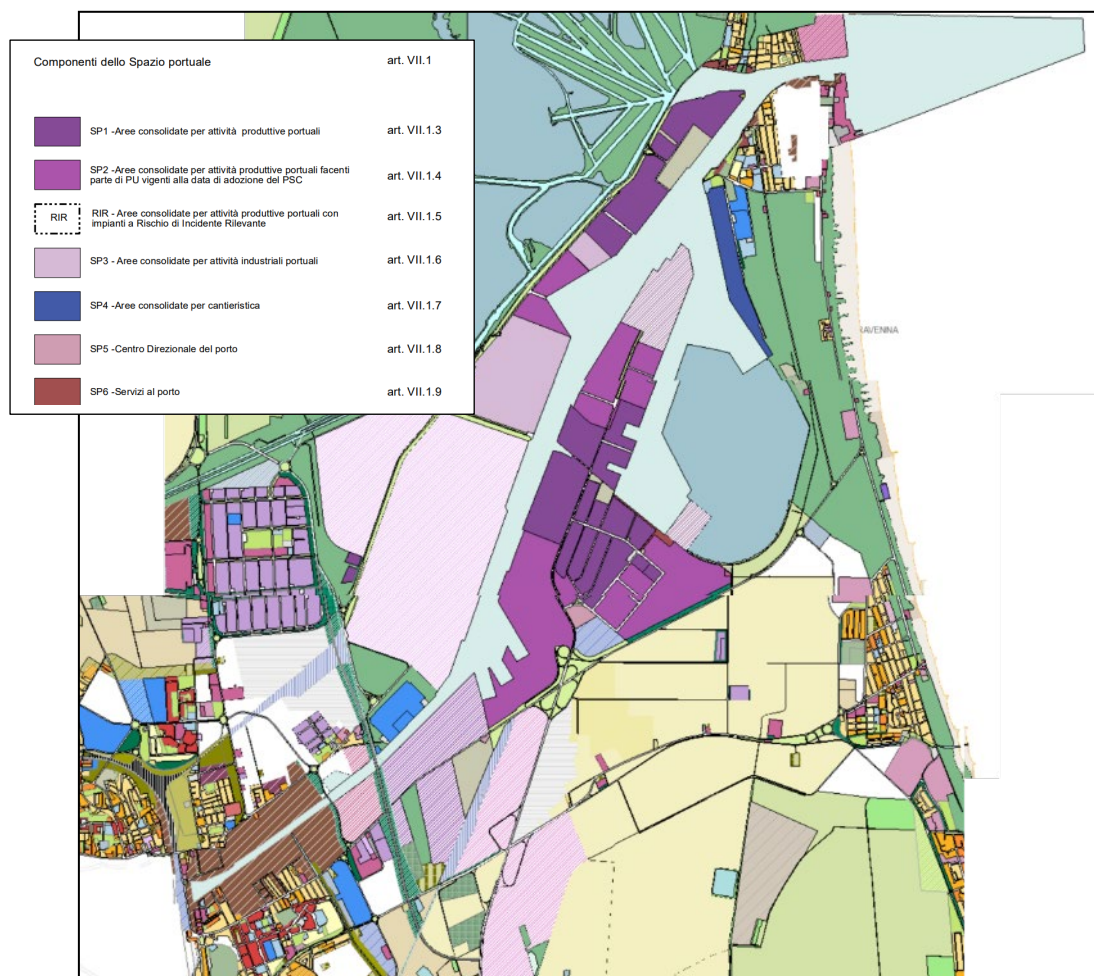 Componenti dello Spazio portuale art. VII.1
SP1 -Aree consolidate per attività produttive portuali art. VII.1.3
SP2 -Aree consolidate per attività produttive portuali facenti
parte di PU vigenti alla data di adozione del PSC art. VII.1.4
RIR RIR - Aree consolidate per attività produttive portuali con
impianti a Rischio di Incidente Rilevante art. VII.1.5
SP3 -Aree consolidate per attività industriali portuali art. VII.1.6
SP4 -Aree consolidate per cantieristica art. VII.1.7
SP5 -Centro Direzionale del porto art. VII.1.8
SP6 -Servizi al porto art. VII.1.9
RAVENNA